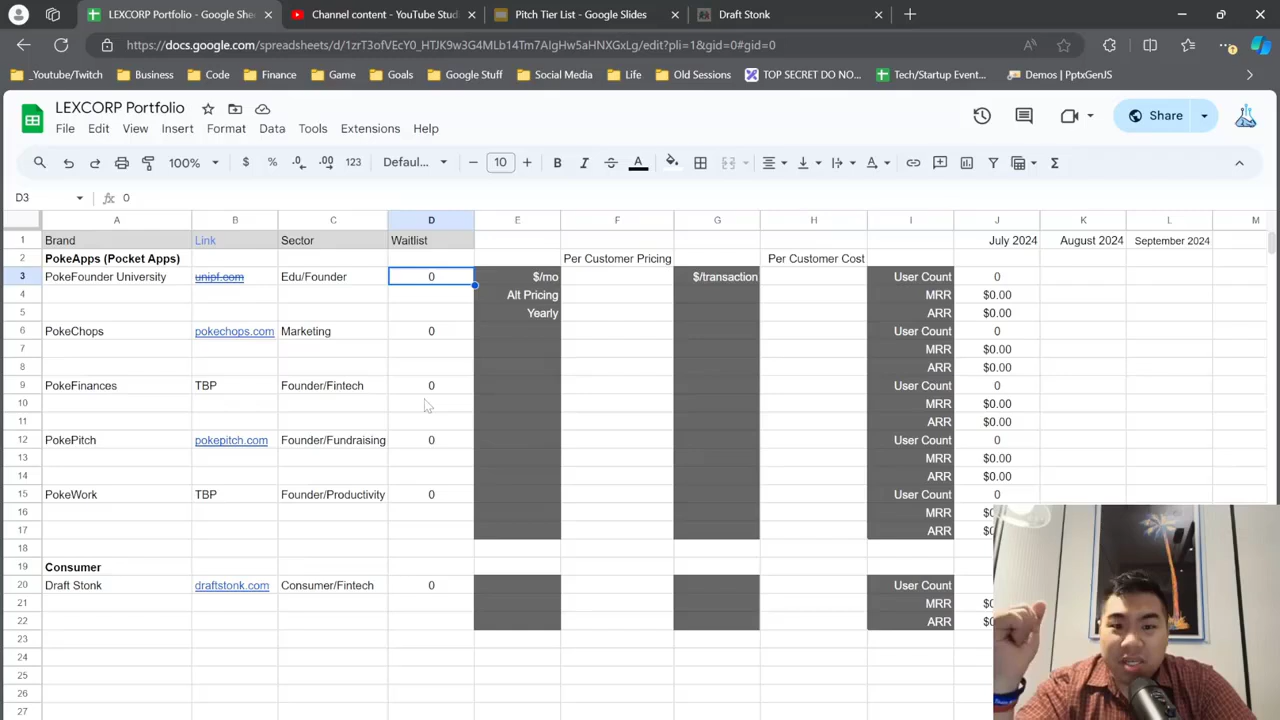 LEXCORP Portfolio - Google She
Channel content - YouTube Stud
Pitch Tier List - Google Slides
Draft Stonk
https://docs.google.com/spreadsheets/d/1zrT3ofVEcY0_HTJK9w3G4MLb14Tm7AIgHw5aHNXGxLg/edit?pli=1&gid=0#gid=0
_Youtube/Twitch Business Code Finance Game Goals Google Stuff Social Media Life Old Sessions TOP SECRET DO NO... Tech/Startup Event... Demos | PptxGenJS
LEXCORP Portfolio
File Edit View Insert Format Data Tools Extensions Help
Share
100% $ % .0 .00 123 Defaul... 10 B I A A Σ
D3 fx 0
A B C D E F G H I J K L M
1 Brand Link Sector Waitlist July 2024 August 2024 September 2024
2 PokeApps (Pocket Apps) Per Customer Pricing Per Customer Cost
3 PokeFounder University unipf.com Edu/Founder 0 $/mo $/transaction User Count 0
4 Alt Pricing MRR $0.00
5 Yearly ARR $0.00
6 PokeChops pokechops.com Marketing 0 User Count 0
7 MRR $0.00
8 ARR $0.00
9 PokeFinances TBP Founder/Fintech 0 User Count 0
10 MRR $0.00
11 ARR $0.00
12 PokePitch pokepitch.com Founder/Fundraising 0 User Count 0
13 MRR $0.00
14 ARR $0.00
15 PokeWork TBP Founder/Productivity 0 User Count 0
16 MRR $0
17 ARR $0
18
19 Consumer
20 Draft Stonk draftstonk.com Consumer/Fintech 0 User Count
21 MRR $0
22 ARR $0
23
24
25
26
27